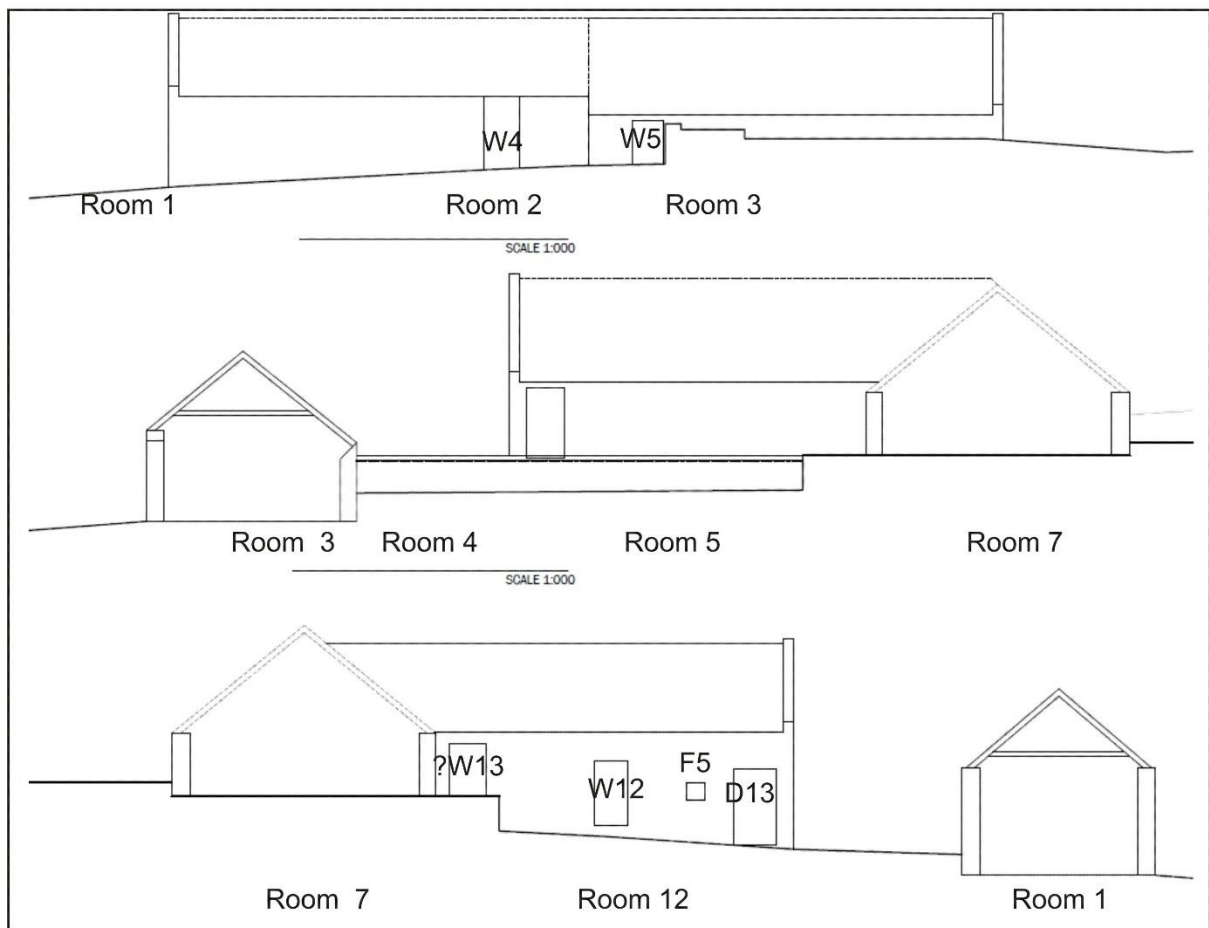 W4
W5
Room 1
Room 2
Room 3
SCALE 1:000
Room 3
Room 4
Room 5
Room 7
SCALE 1:000
?W13
W12
F5
D13
Room 7
Room 12
Room 1